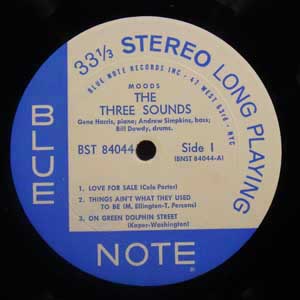 33 1/3 STEREO LONG PLAYING
BLUE NOTE RECORDS INC · 47 WEST 63rd · NYC
MOODS
THE
THREE SOUNDS
Gene Harris, piano; Andrew Simpkins, bass;
Bill Dowdy, drums.
BST 84044
Side 1
(BNST 84044-A)
1. LOVE FOR SALE (Cole Porter)
2. THINGS AIN'T WHAT THEY USED
TO BE (M. Ellington-T. Persons)
3. ON GREEN DOLPHIN STREET
(Kaper-Washington)
BLUE
NOTE
®